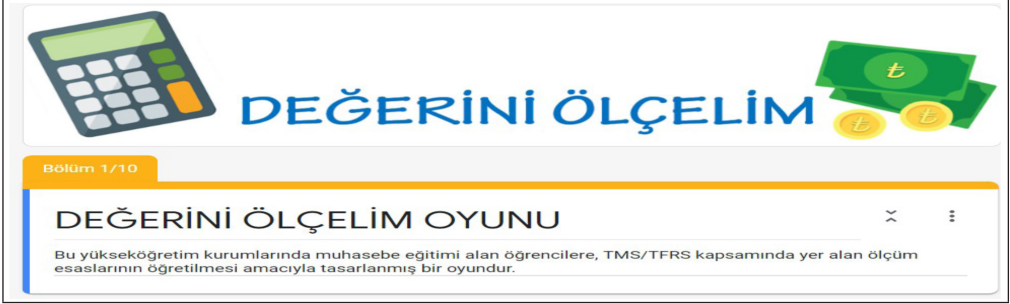 DEĞERİNİ ÖLÇELİM
Bölüm 1/10
DEĞERİNİ ÖLÇELİM OYUNU
Bu yükseköğretim kurumlarında muhasebe eğitimi alan öğrencilere, TMS/TFRS kapsamında yer alan ölçüm
esaslarının öğretilmesi amacıyla tasarlanmış bir oyundur.